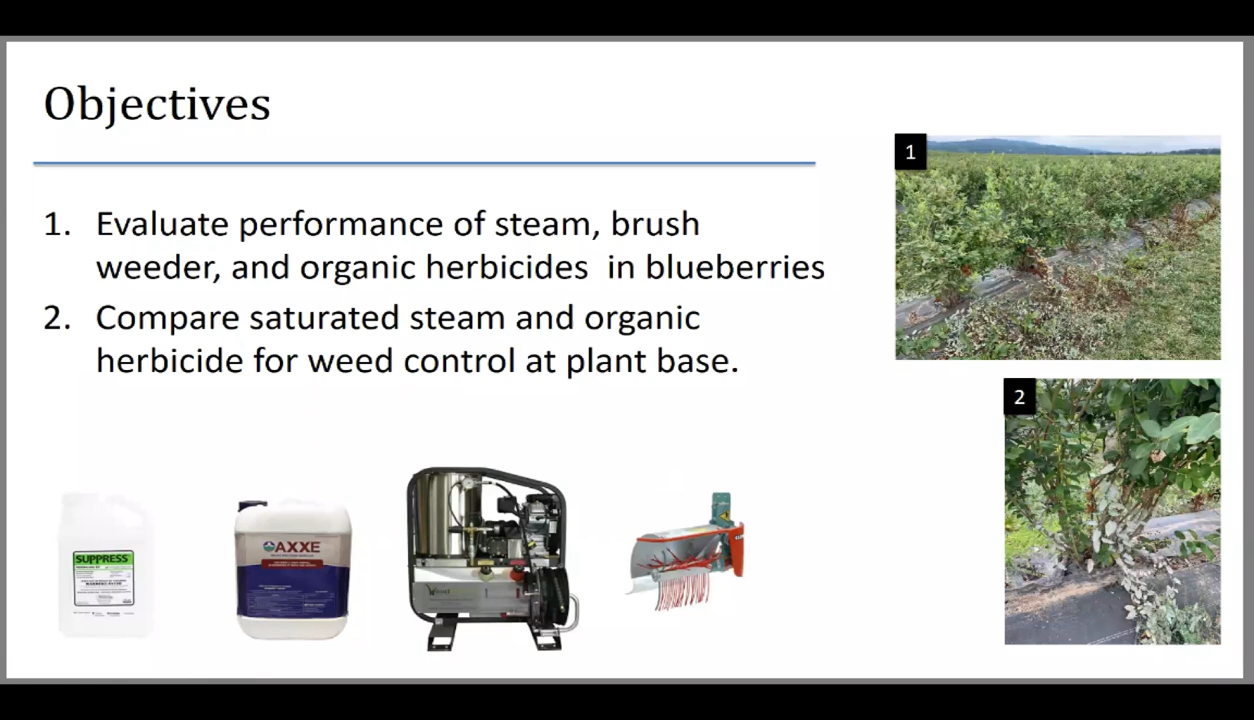 Objectives
1. Evaluate performance of steam, brush
weeder, and organic herbicides  in blueberries
2. Compare saturated steam and organic
herbicide for weed control at plant base.
1
2
SUPPRESS
AXXE